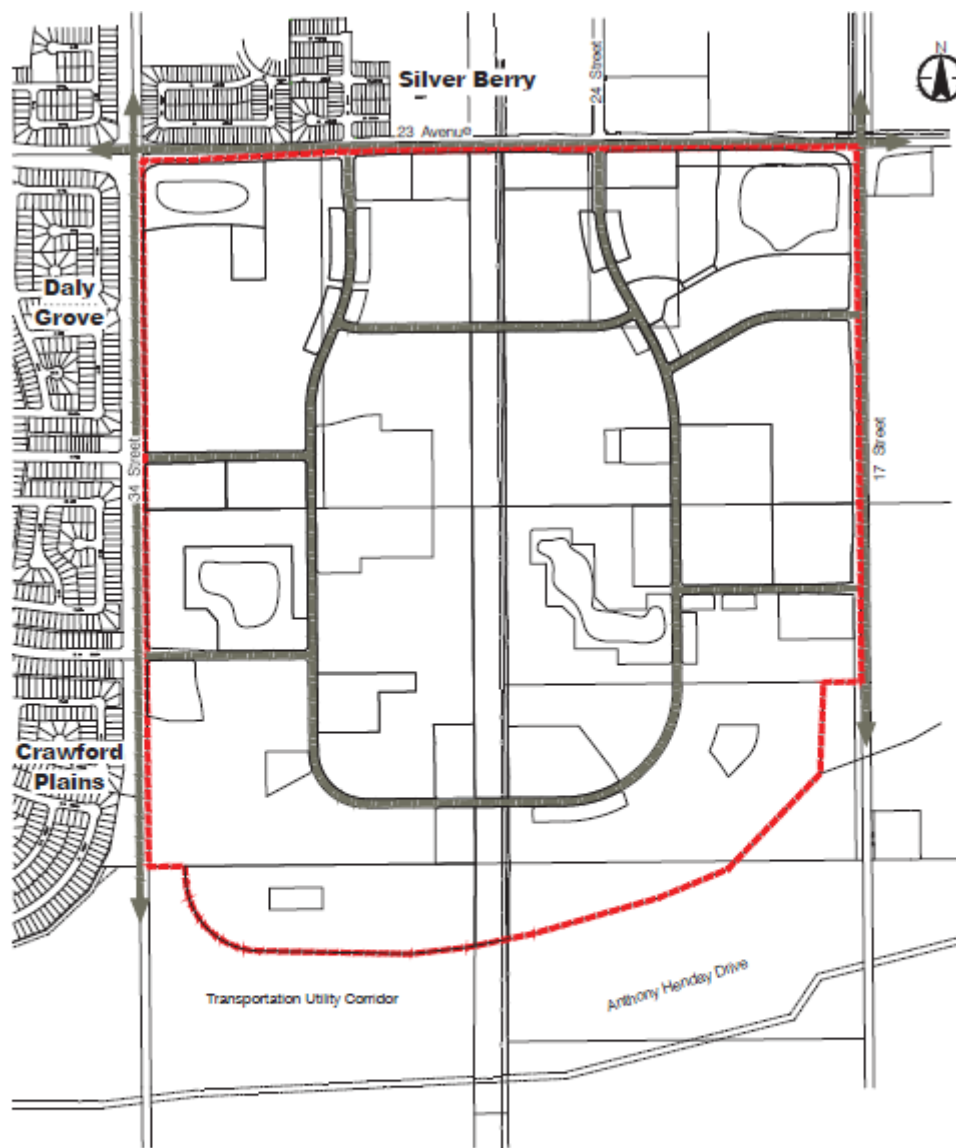 Silver Berry
24 Street
N
23 Avenue
Daly
Grove
34 Street
17 Street
Crawford
Plains
Transportation Utility Corridor
Anthony Henday Drive